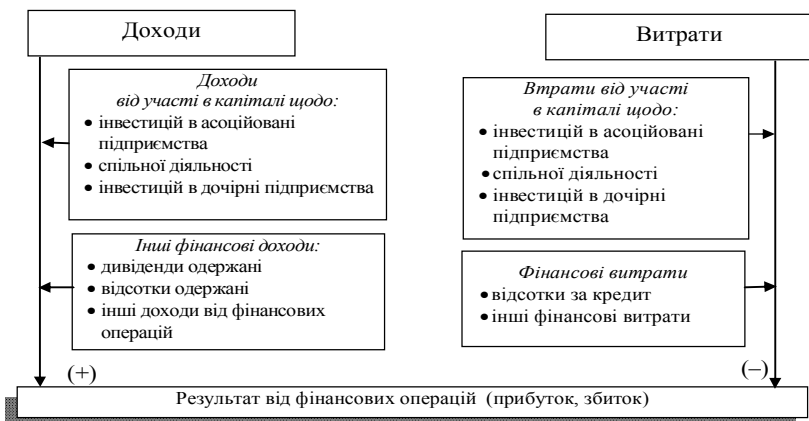 Доходи
Доходи
від участі в капіталі щодо:
• інвестицій в асоційовані
підприємства
• спільної діяльності
• інвестицій в дочірні підприємства
Інші фінансові доходи:
• дивіденди одержані
• відсотки одержані
• інші доходи від фінансових
операцій
(+)
Витрати
Втрати від участі
в капіталі щодо:
• інвестицій в асоційовані
підприємства
• спільної діяльності
• інвестицій в дочірні
підприємства
Фінансові витрати
• відсотки за кредит
• інші фінансові витрати
(–)
Результат від фінансових операцій (прибуток, збиток)